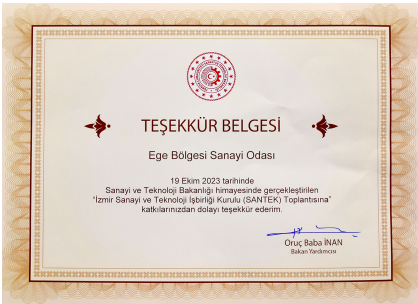 TEŞEKKÜR BELGESİ
Ege Bölgesi Sanayi Odası
19 Ekim 2023 tarihinde
Sanayi ve Teknoloji Bakanlığı himayesinde gerçekleştirilen
“İzmir Sanayi ve Teknoloji İşbirliği Kurulu (SANTEK) Toplantısına”
katkılarınızdan dolayı teşekkür ederim.
Oruç Baba İNAN
Bakan Yardımcısı